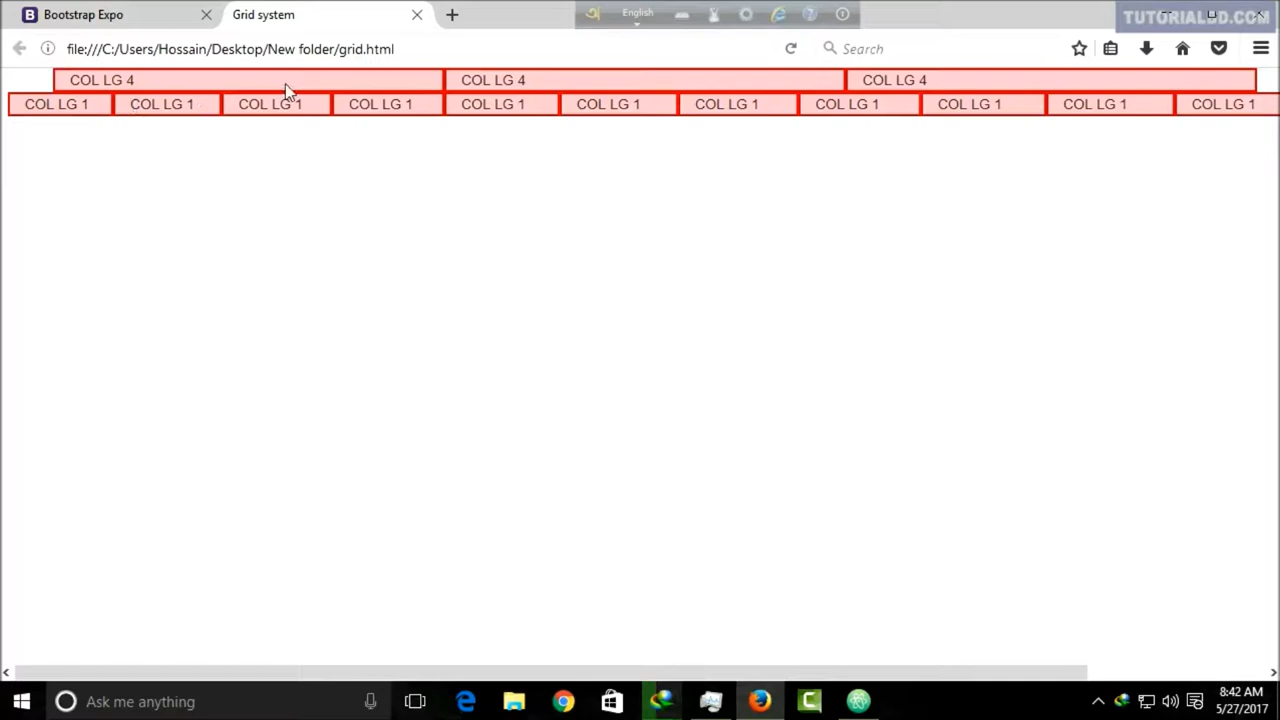 Bootstrap Expo
Grid system
English
TUTORIALBD.COM
file:///C:/Users/Hossain/Desktop/New folder/grid.html
Search
COL LG 4 COL LG 4 COL LG 4
COL LG 1 COL LG 1 COL LG 1 COL LG 1 COL LG 1 COL LG 1 COL LG 1 COL LG 1 COL LG 1 COL LG 1 COL LG 1
Ask me anything
8:42 AM
5/27/2017